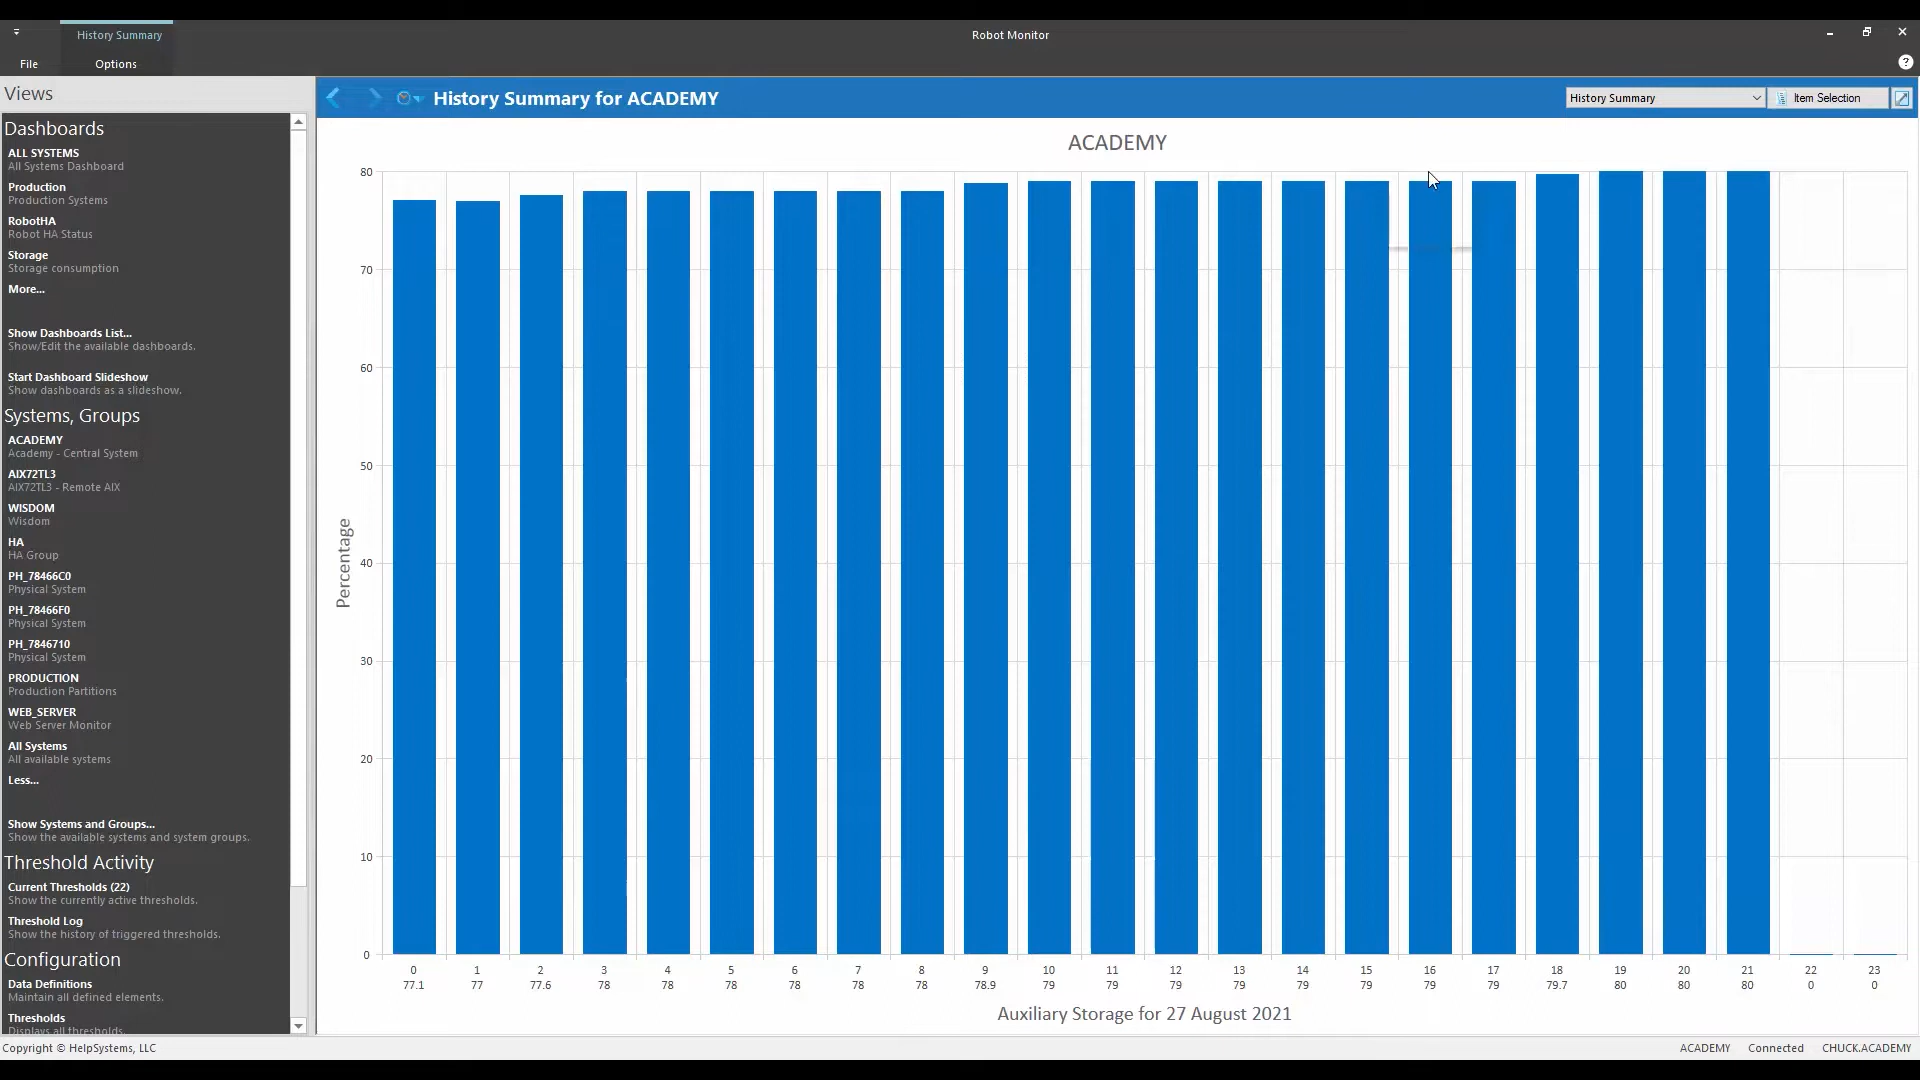 History Summary
Robot Monitor
File
Options
Views
Dashboards
ALL SYSTEMS
All Systems Dashboard
Production
Production Systems
RobotHA
Robot HA Status
Storage
Storage consumption
More...
Show Dashboards List...
Show/Edit the available dashboards.
Start Dashboard Slideshow
Show dashboards as a slideshow.
Systems, Groups
ACADEMY
Academy - Central System
AIX72TL3
AIX72TL3 - Remote AIX
WISDOM
Wisdom
HA
HA Group
PH_78466C0
Physical System
PH_78466F0
Physical System
PH_7846710
Physical System
PRODUCTION
Production Partitions
WEB_SERVER
Web Server Monitor
All Systems
All available systems
Less...
Show Systems and Groups...
Show the available systems and system groups.
Threshold Activity
Current Thresholds (22)
Show the currently active thresholds.
Threshold Log
Show the history of triggered thresholds.
Configuration
Data Definitions
Maintain all defined elements.
Thresholds
Displays all thresholds.
History Summary for ACADEMY
History Summary
Item Selection
ACADEMY
80
70
60
50
40
30
20
10
0
Percentage
0 1 2 3 4 5 6 7 8 9 10 11 12 13 14 15 16 17 18 19 20 21 22 23
77.1 77 77.6 78 78 78 78 78 78 78.9 79 79 79 79 79 79 79 79 79.7 80 80 80 0 0
Auxiliary Storage for 27 August 2021
Copyright © HelpSystems, LLC
ACADEMY Connected CHUCK.ACADEMY